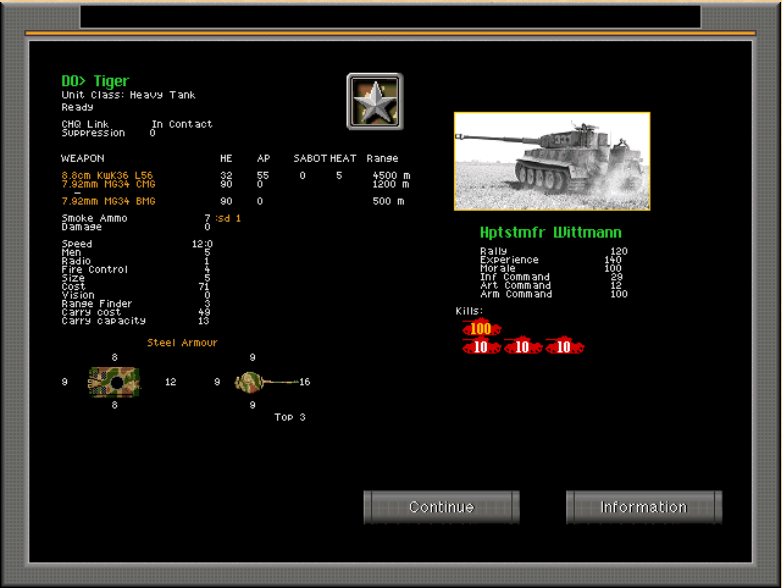 DO> Tiger
Unit Class: Heavy Tank
Ready
CHQ Link In Contact
Suppression 0
WEAPON HE AP SABOT HEAT Range
8.8cm KwK36 L56 32 55 0 5 4500 m
7.92mm MG34 CMG 90 0 1200 m
7.92mm MG34 BMG 90 0 500 m
Smoke Ammo 7 :sd 1
Damage 0
Speed 12:0
Men 5
Radio 1
Fire Control 4
Size 5
Cost 71
Vision 0
Range Finder 3
Carry cost 49
Carry capacity 13
Steel Armour
8 9
9 12 9 16
8 9
Top 3
Hptstmfr Wittmann
Rally 120
Experience 140
Morale 100
Inf Command 29
Art Command 12
Arm Command 100
Kills:
100
10 10 10
Continue Information